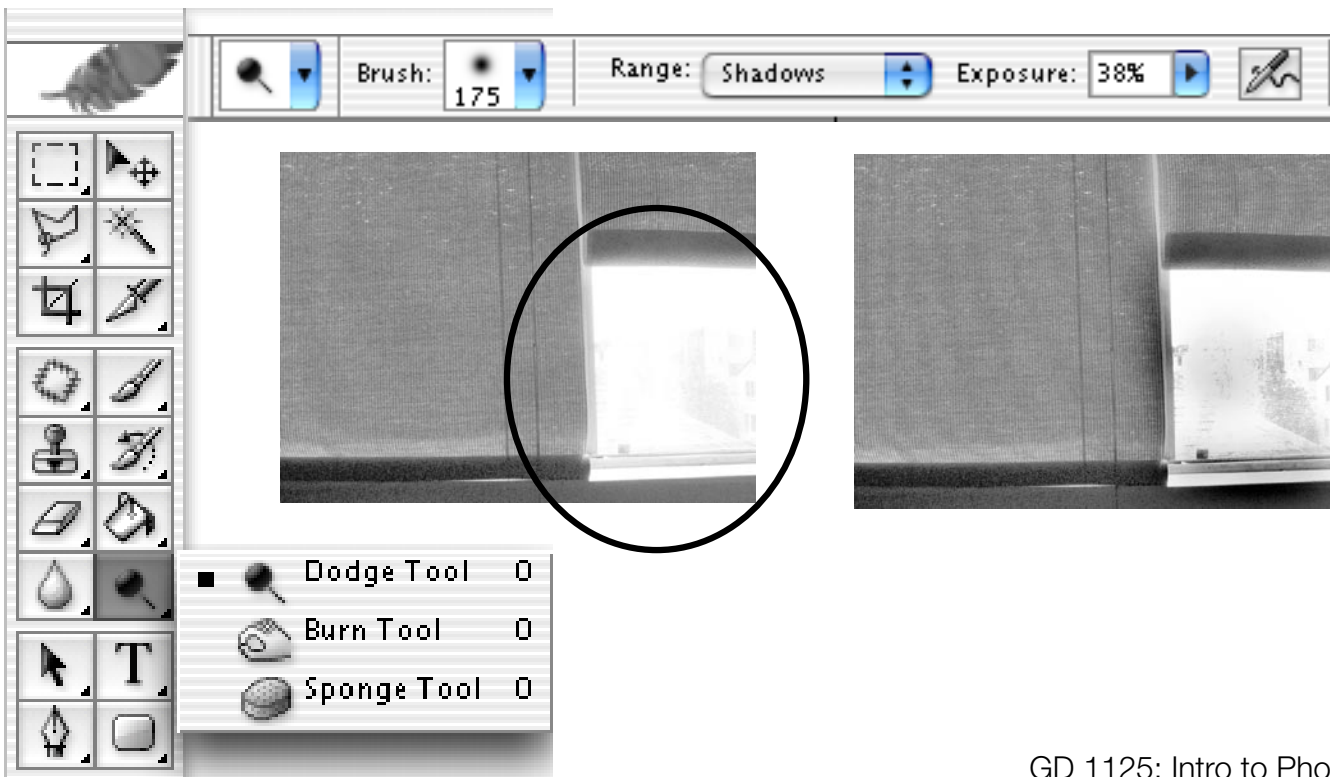 Brush:
175
Range:
Shadows
Exposure:
38%
T
Dodge Tool O
Burn Tool O
Sponge Tool O
GD 1125: Intro to Pho